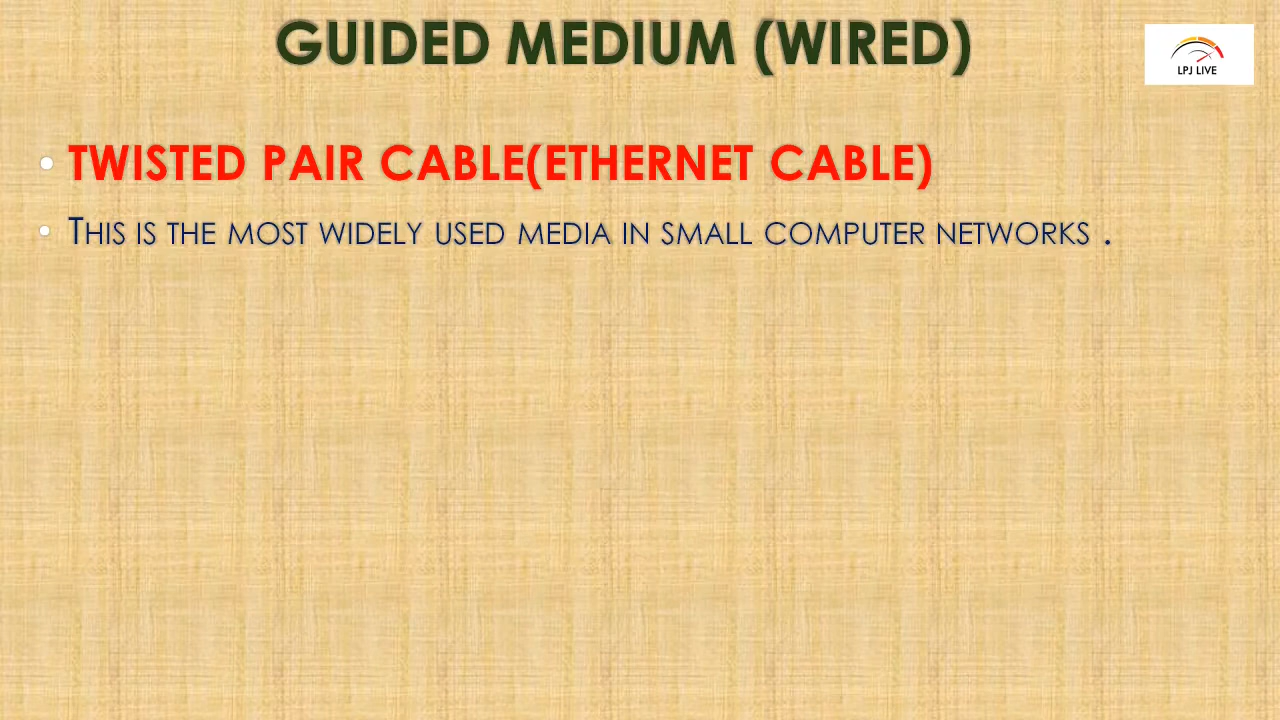 GUIDED MEDIUM (WIRED)
LPJ LIVE
• TWISTED PAIR CABLE(ETHERNET CABLE)
• THIS IS THE MOST WIDELY USED MEDIA IN SMALL COMPUTER NETWORKS .